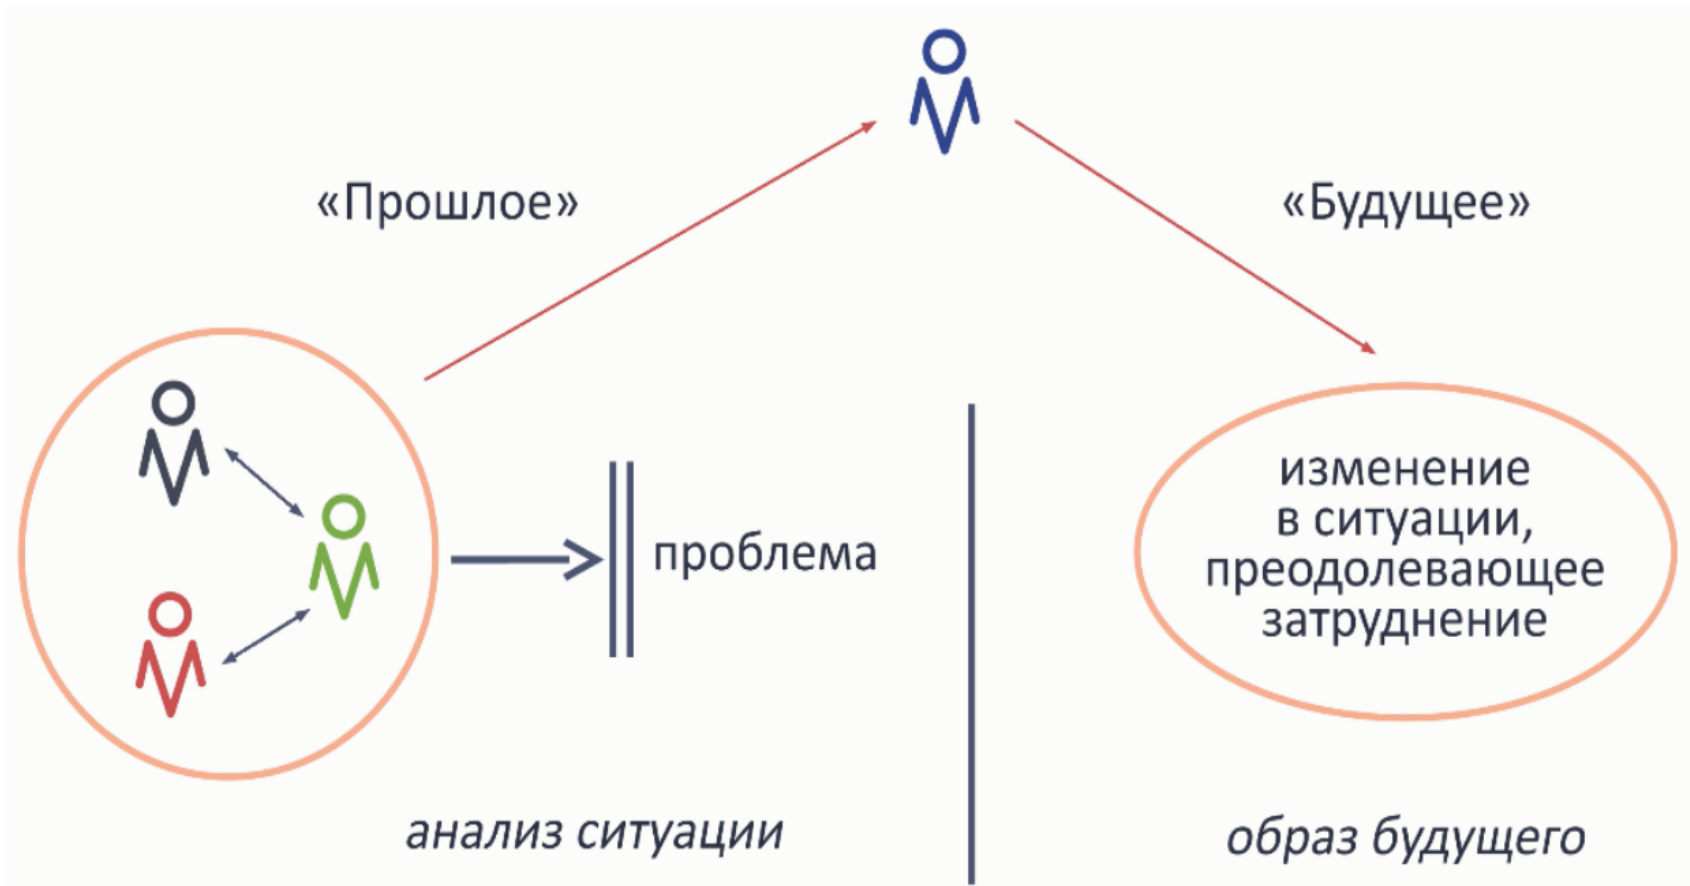 «Прошлое»
«Будущее»
проблема
изменение
в ситуации,
преодолевающее
затруднение
анализ ситуации
образ будущего